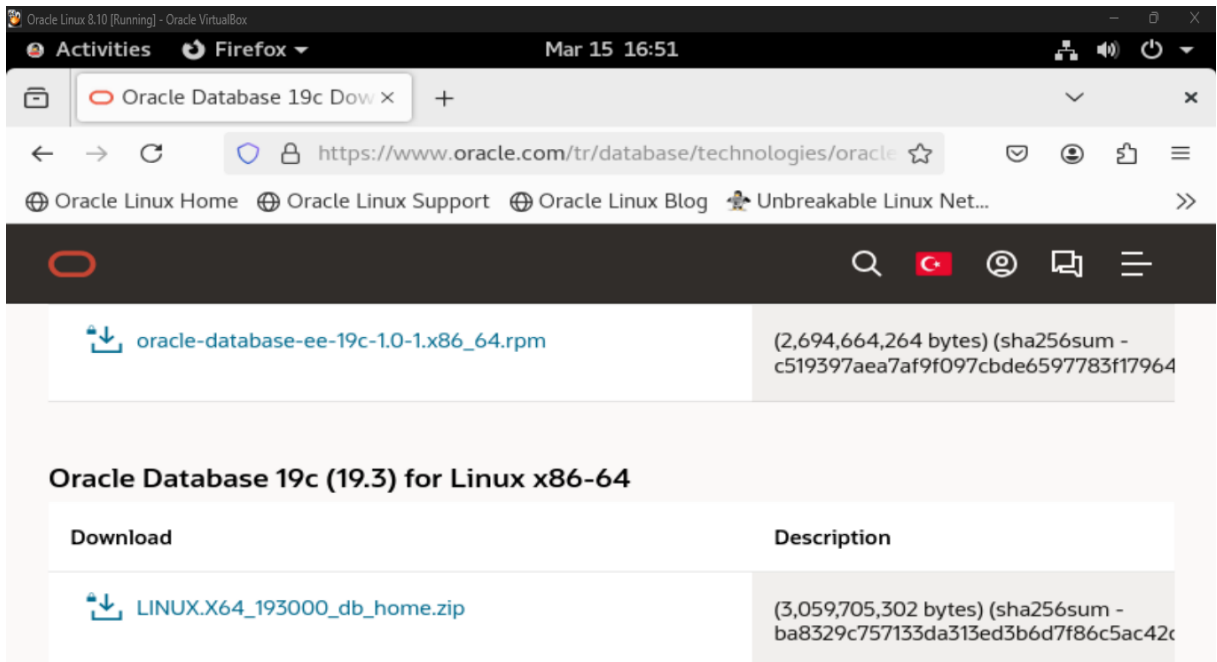 Oracle Linux 8.10 [Running] - Oracle VirtualBox
Activities Firefox Mar 15 16:51
Oracle Database 19c Dow
https://www.oracle.com/tr/database/technologies/oracle
Oracle Linux Home Oracle Linux Support Oracle Linux Blog Unbreakable Linux Net...
oracle-database-ee-19c-1.0-1.x86_64.rpm (2,694,664,264 bytes) (sha256sum -
c519397aea7af9f097cbde6597783f17964
Oracle Database 19c (19.3) for Linux x86-64
Download Description
LINUX.X64_193000_db_home.zip (3,059,705,302 bytes) (sha256sum -
ba8329c757133da313ed3b6d7f86c5ac42